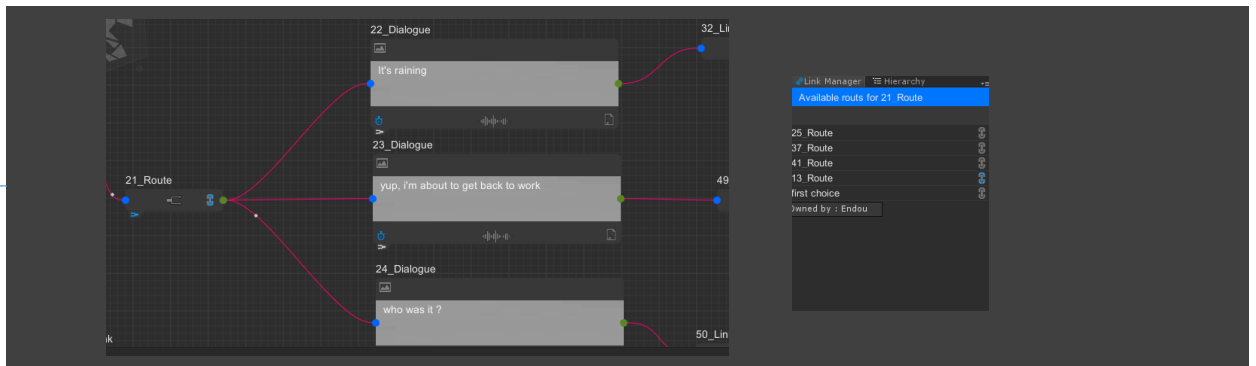 22_Dialogue
32_Li
It's raining
23_Dialogue
yup, i'm about to get back to work
21_Route
49
24_Dialogue
who was it ?
50_Lin
k
Link Manager
Hierarchy
Available routs for 21_Route
25_Route
37_Route
41_Route
13_Route
first choice
Owned by : Endou